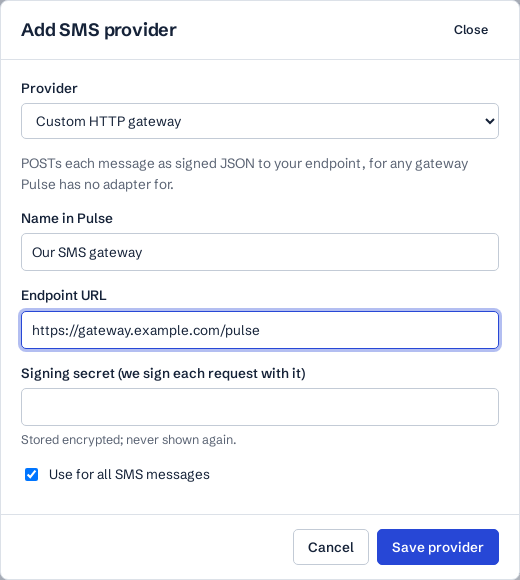 Add SMS provider
Close
Provider
Custom HTTP gateway
POSTs each message as signed JSON to your endpoint, for any gateway
Pulse has no adapter for.
Name in Pulse
Our SMS gateway
Endpoint URL
https://gateway.example.com/pulse
Signing secret (we sign each request with it)
Stored encrypted; never shown again.
Use for all SMS messages
Cancel
Save provider